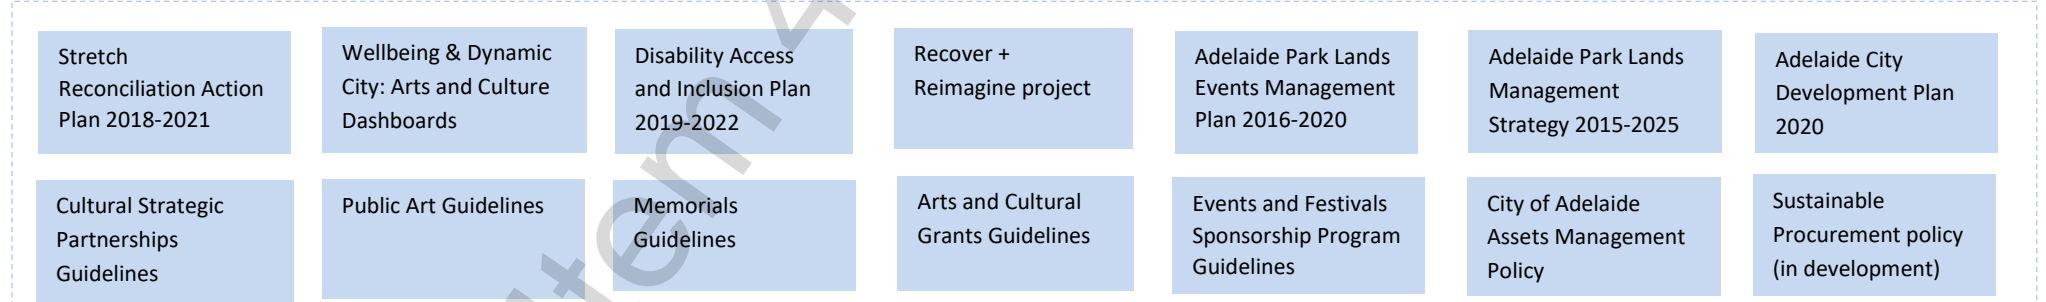 Stretch
Reconciliation Action
Plan 2018-2021
Wellbeing & Dynamic
City: Arts and Culture
Dashboards
Disability Access
and Inclusion Plan
2019-2022
Recover +
Reimagine project
Adelaide Park Lands
Events Management
Plan 2016-2020
Adelaide Park Lands
Management
Strategy 2015-2025
Adelaide City
Development Plan
2020
Cultural Strategic
Partnerships
Guidelines
Public Art Guidelines
Memorials
Guidelines
Arts and Cultural
Grants Guidelines
Events and Festivals
Sponsorship Program
Guidelines
City of Adelaide
Assets Management
Policy
Sustainable
Procurement policy
(in development)
Item 4